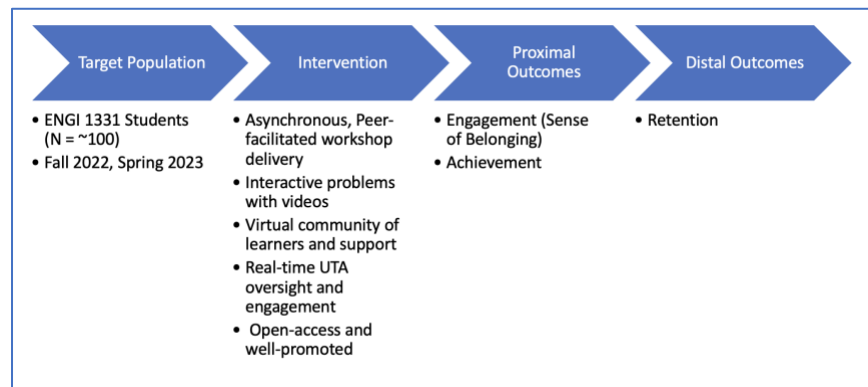 Target Population
• ENGI 1331 Students
(N = ~100)
• Fall 2022, Spring 2023
Intervention
• Asynchronous, Peer-
facilitated workshop
delivery
• Interactive problems
with videos
• Virtual community of
learners and support
• Real-time UTA
oversight and
engagement
• Open-access and
well-promoted
Proximal
Outcomes
• Engagement (Sense
of Belonging)
• Achievement
Distal Outcomes
• Retention